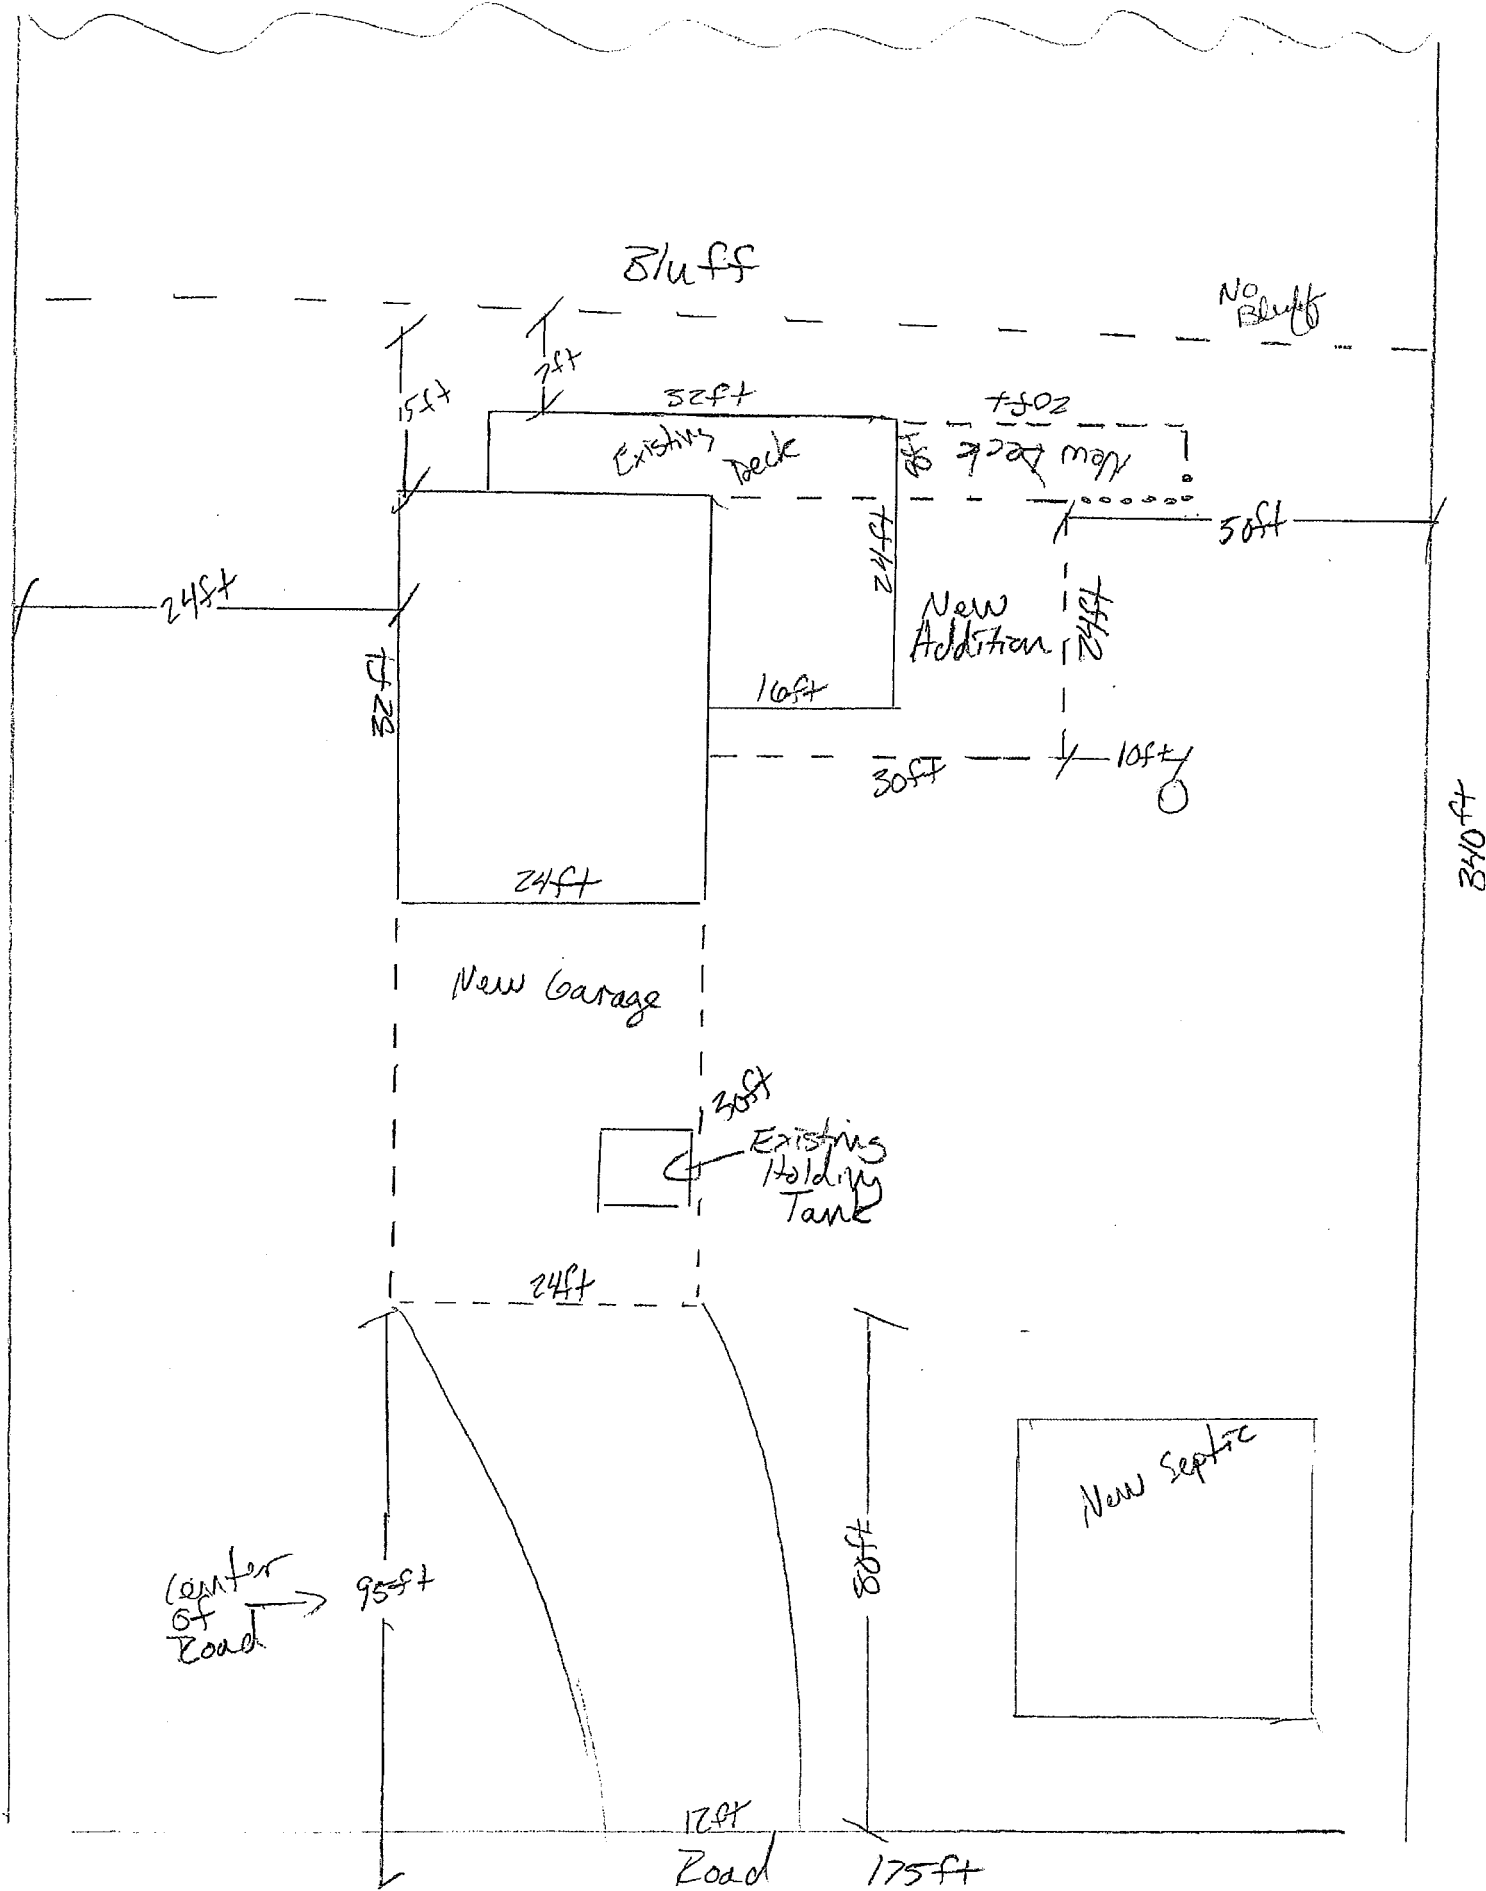 Bluff
No
Bluff
15ft
7ft
32ft
20ft
Existing
Deck
New Deck
8ft
50ft
24ft
24ft
New
Addition
24ft
32ft
16ft
30ft
10ft
340ft
24ft
New Garage
30ft
Existing
Holding
Tank
24ft
New Septic
Center
of
Road
95ft
80ft
12ft
Road
175ft